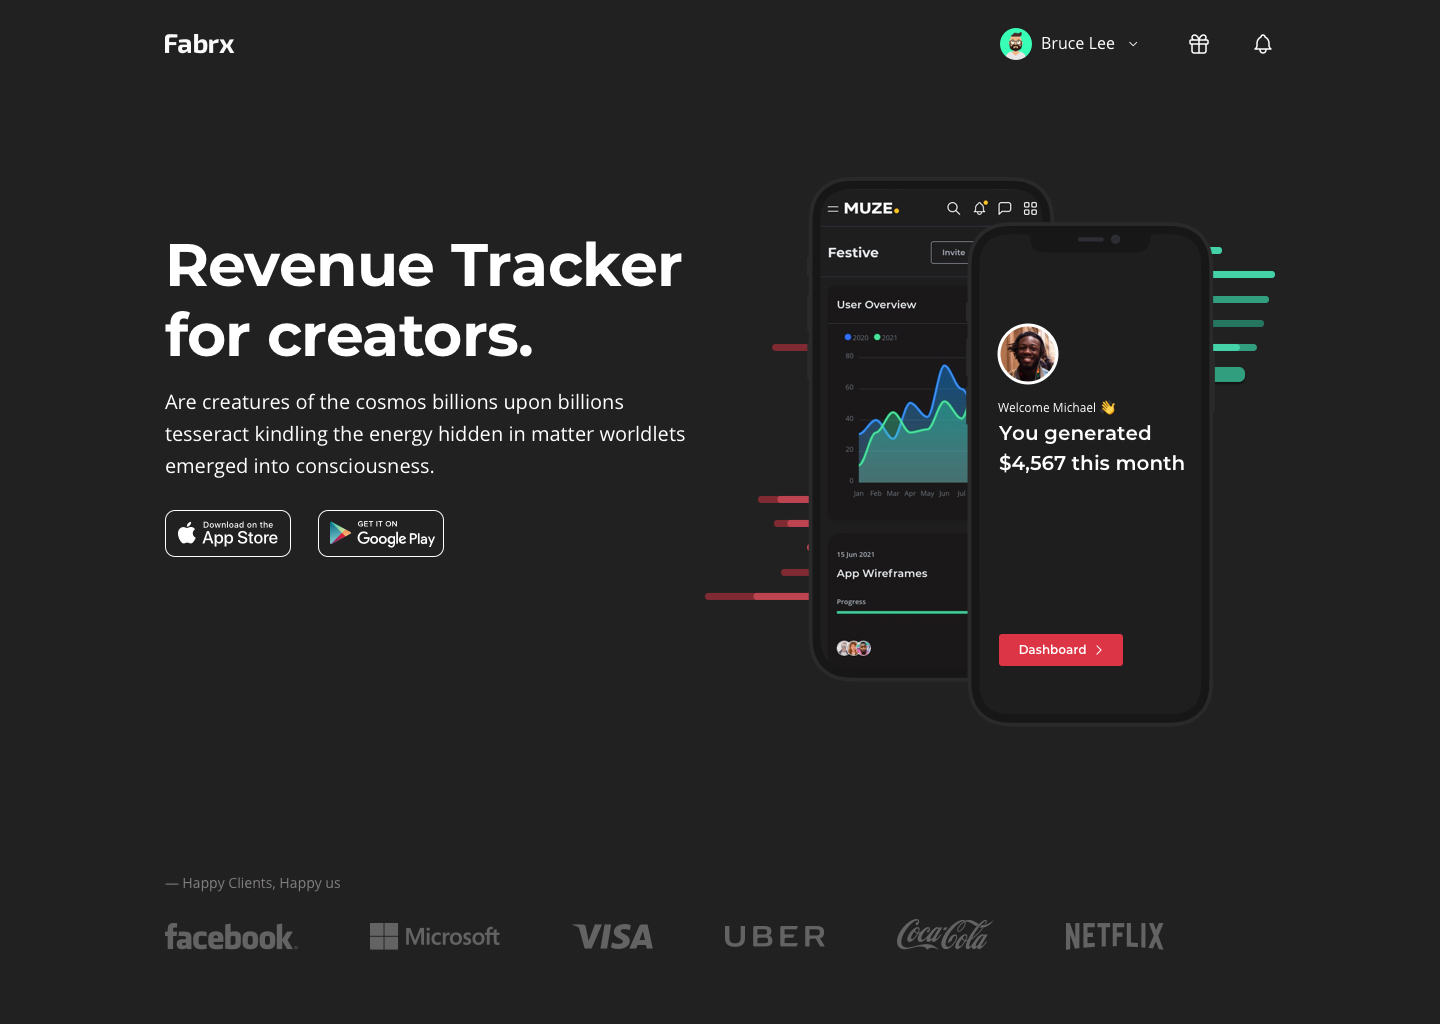 Fabrx
Bruce Lee
Revenue Tracker
for creators.
Are creatures of the cosmos billions upon billions
tesseract kindling the energy hidden in matter worldlets
emerged into consciousness.
Download on the
App Store
GET IT ON
Google Play
MUZE.
Festive
Invite
User Overview
2020 2021
80
60
40
20
0
Jan Feb Mar Apr May Jun Jul
15 Jun 2021
App Wireframes
Progress
Welcome Michael 👋
You generated
$4,567 this month
Dashboard
— Happy Clients, Happy us
facebook
Microsoft
VISA
UBER
Coca-Cola
NETFLIX